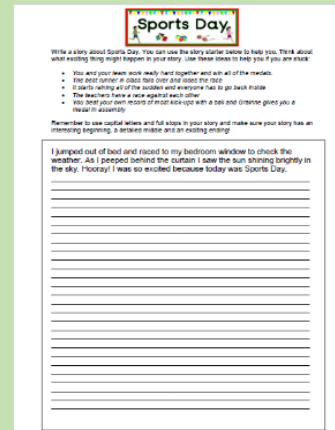 Sports Day
Write a story about Sports Day. You can use the story starter below to help you. Think about
what exciting things might happen in your story. Use these ideas to help you if you are stuck:
You and your team work really hard together and win all of the medals.
The best runner in class falls over and loses the race
It starts raining all of the sudden and everyone has to go back inside
The teachers have a race against each other
You beat your own records of most kick-ups with a ball and Grainne gives you a
medal in assembly
Remember to use capital letters and full stops in your story and make sure your story has an
interesting beginning, a detailed middle and an exciting ending!
I jumped out of bed and raced to my bedroom window to check the
weather. As I peeped behind the curtain I saw the sun shining brightly in
the sky. Hooray! I was so excited because today was Sports Day.